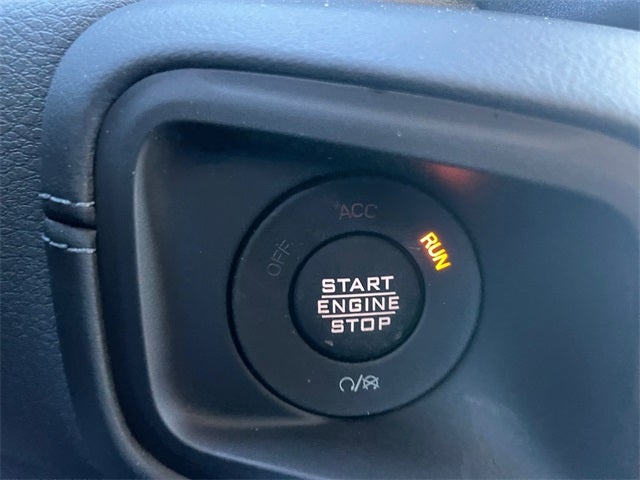 ACC
OFF
RUN
START
ENGINE
STOP